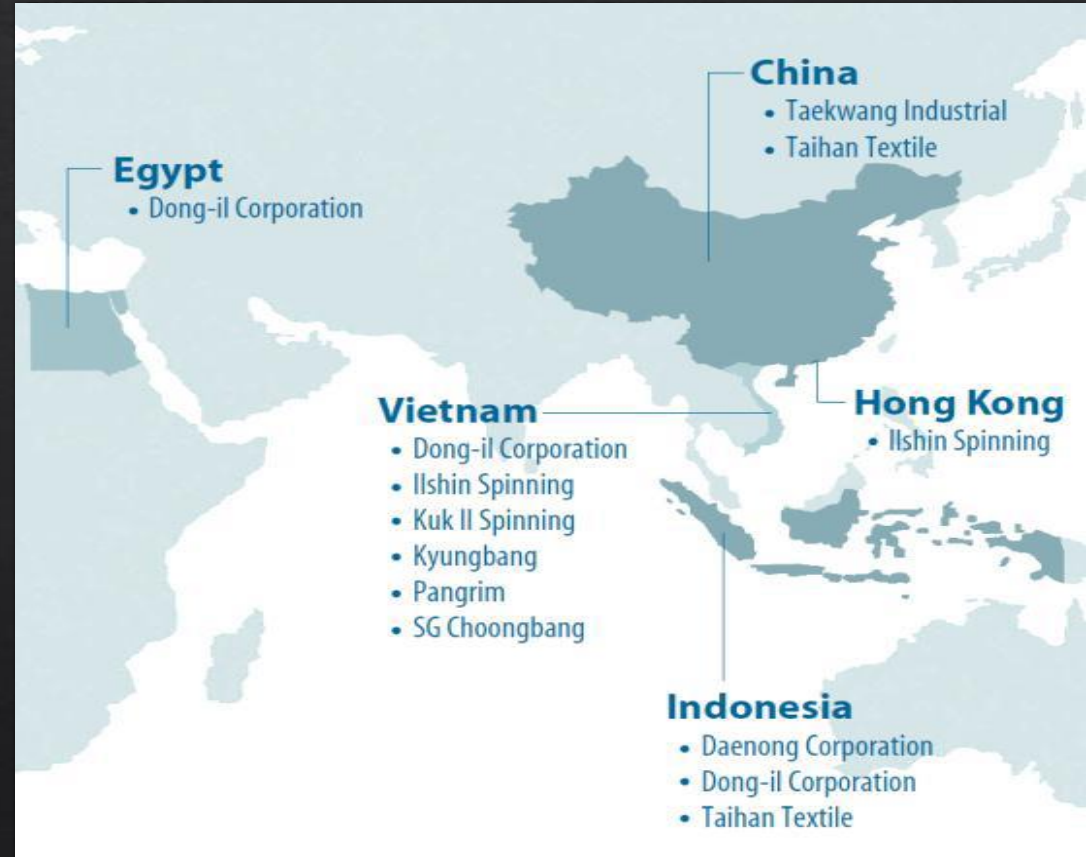 China
• Taekwang Industrial
• Taihan Textile
Egypt
• Dong-il Corporation
Vietnam
• Dong-il Corporation
• Ilshin Spinning
• Kuk Il Spinning
• Kyungbang
• Pangrim
• SG Choongbang
Hong Kong
• Ilshin Spinning
Indonesia
• Daenong Corporation
• Dong-il Corporation
• Taihan Textile